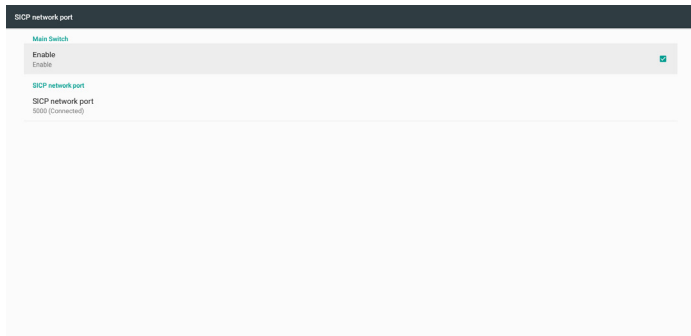 SICP network port
Main Switch
Enable
Enable
SICP network port
SICP network port
5000 (Connected)